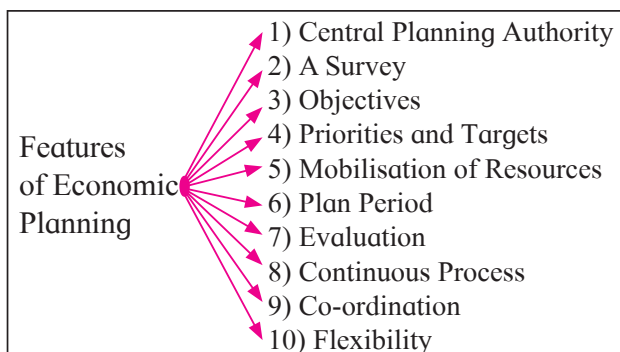 Features
of Economic
Planning
1) Central Planning Authority
2) A Survey
3) Objectives
4) Priorities and Targets
5) Mobilisation of Resources
6) Plan Period
7) Evaluation
8) Continuous Process
9) Co-ordination
10) Flexibility